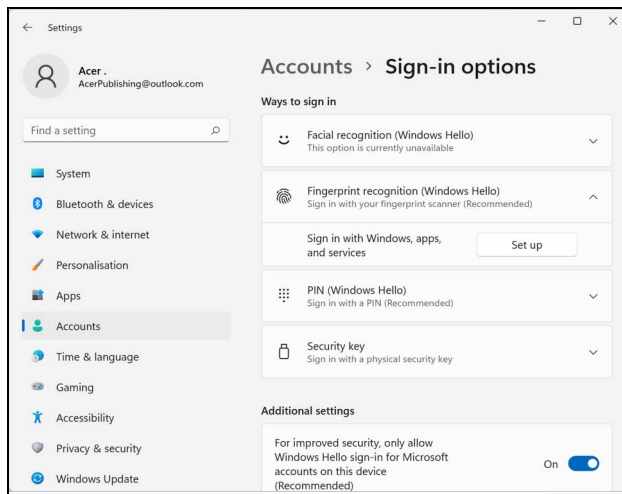 Settings
Acer .
AcerPublishing@outlook.com
Find a setting
System
Bluetooth & devices
Network & internet
Personalisation
Apps
Accounts
Time & language
Gaming
Accessibility
Privacy & security
Windows Update
Accounts > Sign-in options
Ways to sign in
Facial recognition (Windows Hello)
This option is currently unavailable
Fingerprint recognition (Windows Hello)
Sign in with your fingerprint scanner (Recommended)
Sign in with Windows, apps,
and services
Set up
PIN (Windows Hello)
Sign in with a PIN (Recommended)
Security key
Sign in with a physical security key
Additional settings
For improved security, only allow
Windows Hello sign-in for Microsoft
accounts on this device
(Recommended)
On